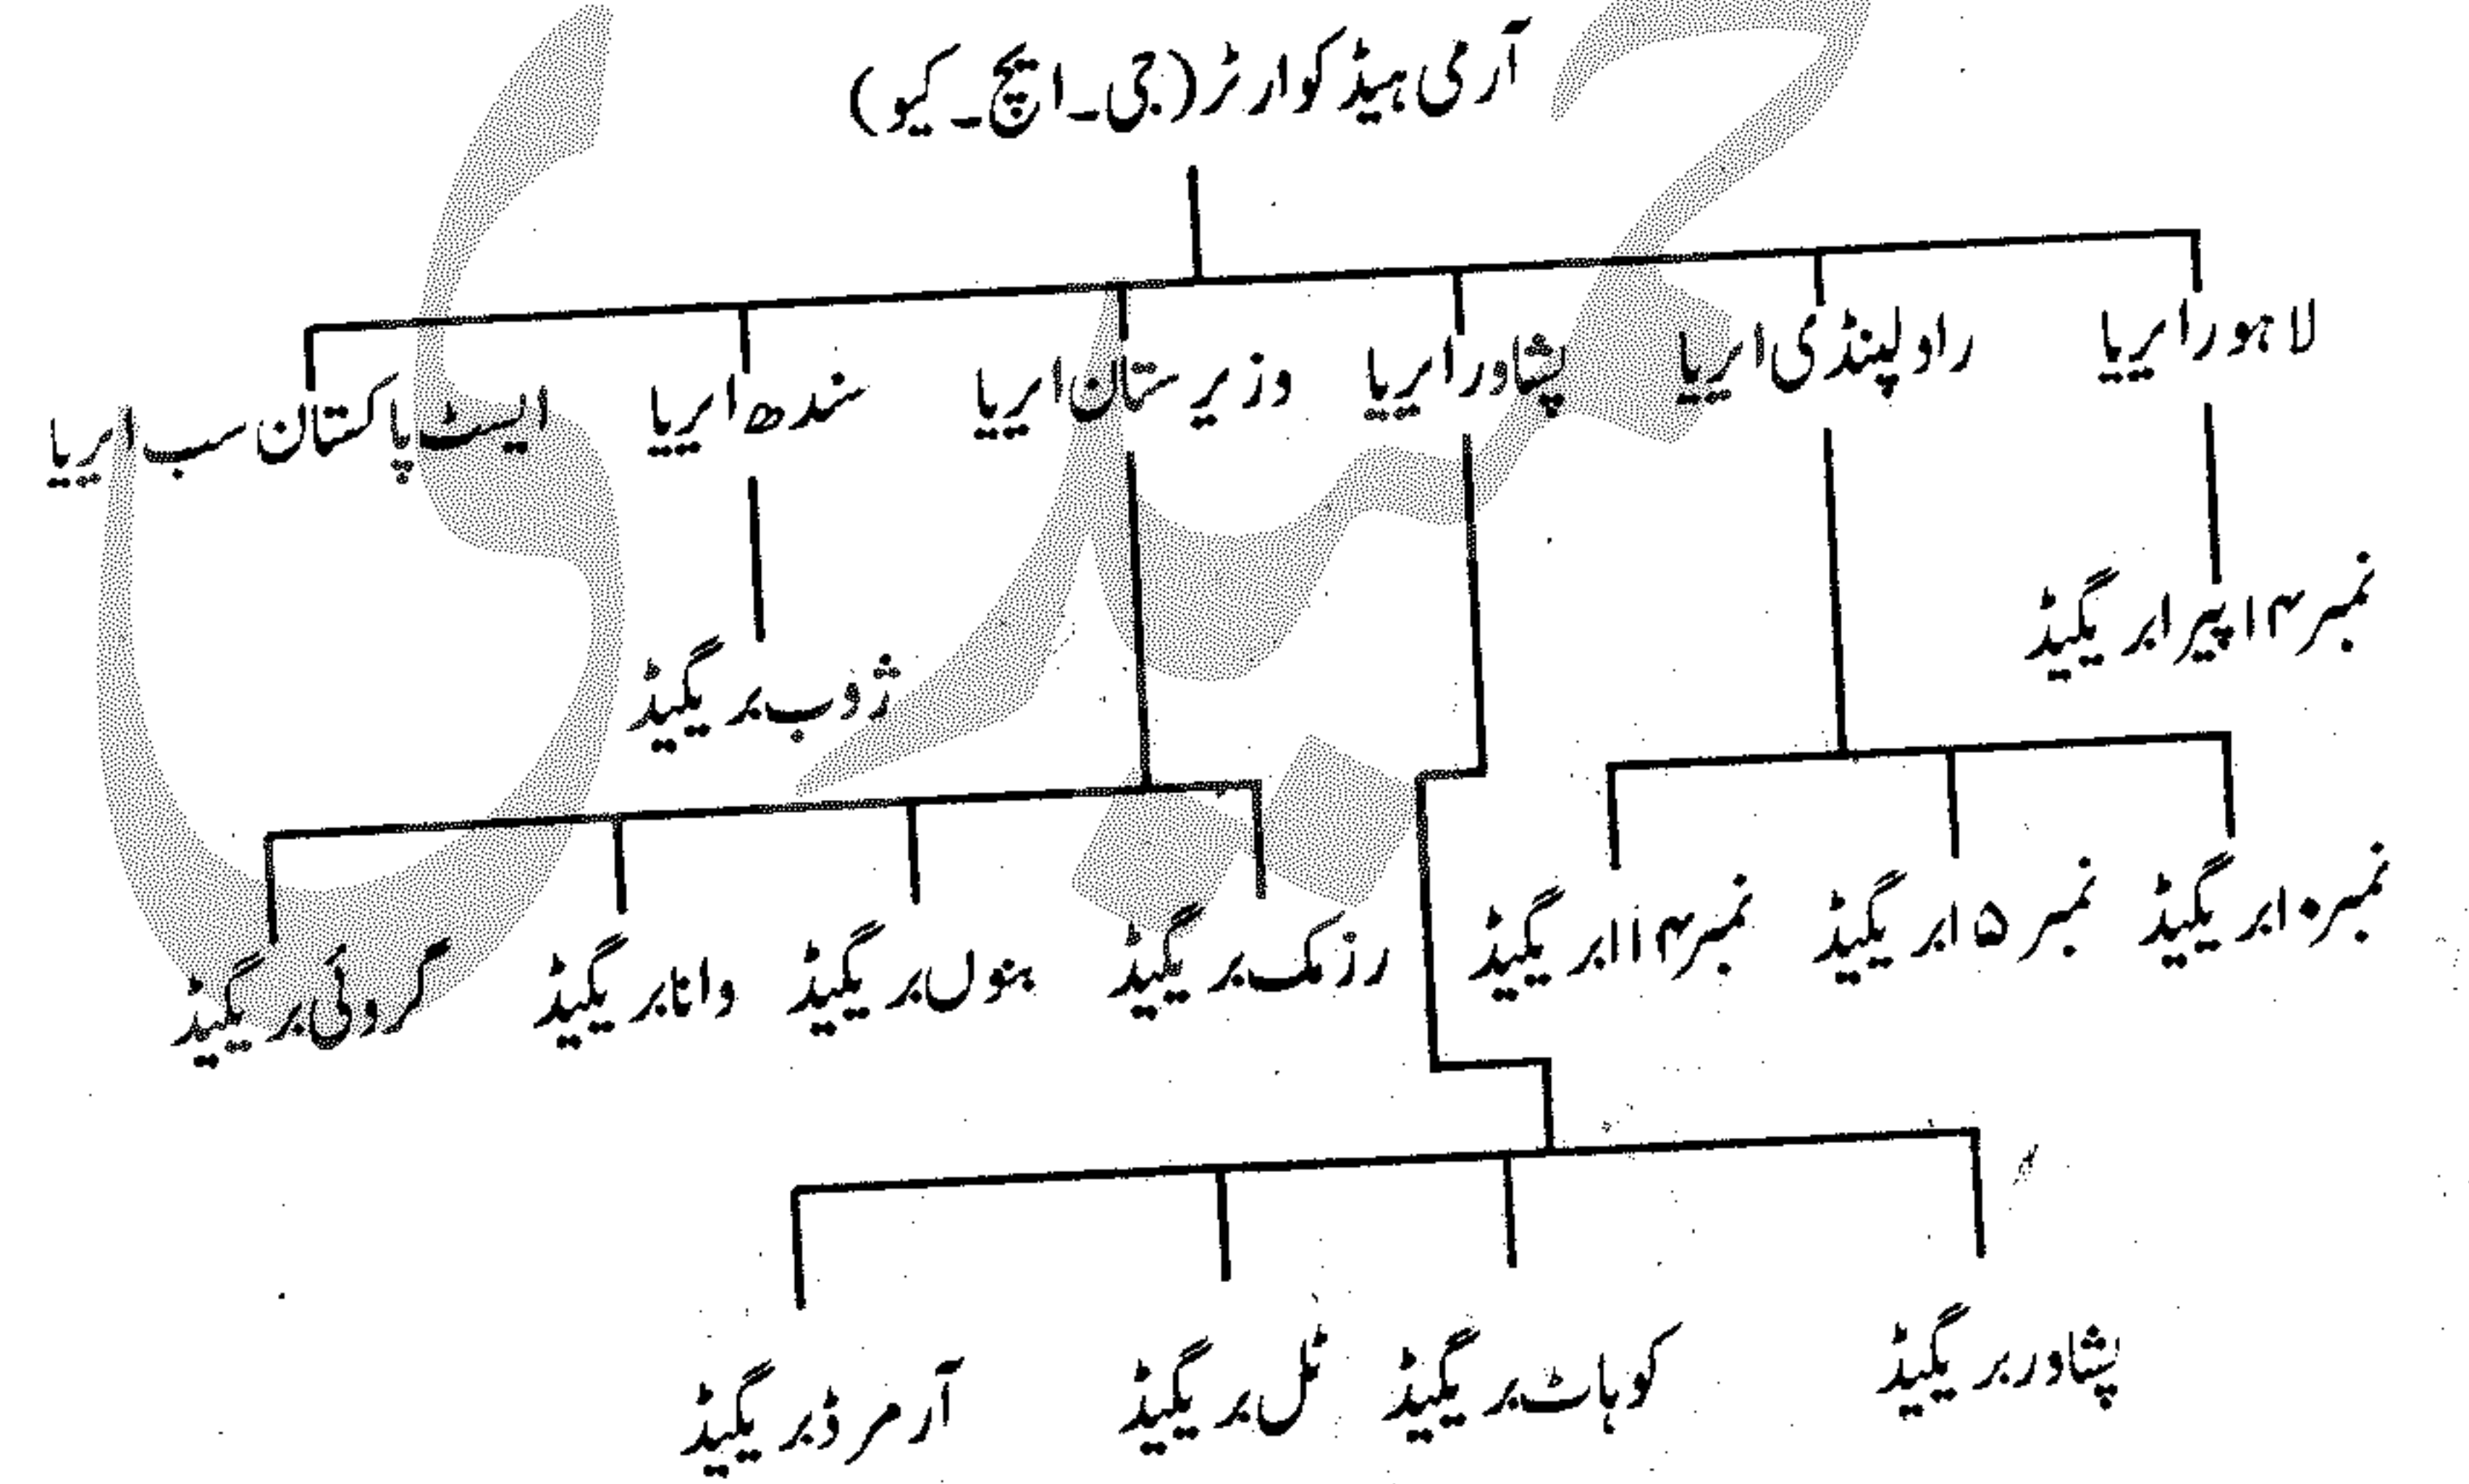 آرمی ہیڈ کوارٹر (جی۔ ایچ۔ کیو)
لاہور ایریا
راولپنڈی ایریا
پشاور ایریا
وزیرستان ایریا
سندھ ایریا
ایسٹ پاکستان سب ایریا
نمبر ۱۴ پیرا بریگیڈ
ژوب بریگیڈ
نمبر ۱۰ بریگیڈ
نمبر ۱۵ بریگیڈ
نمبر ۱۱۴ بریگیڈ
رزمک بریگیڈ
بنوں بریگیڈ
وانا بریگیڈ
گروئی بریگیڈ
پشاور بریگیڈ
کوہاٹ بریگیڈ
ٹل بریگیڈ
آرمرڈ بریگیڈ